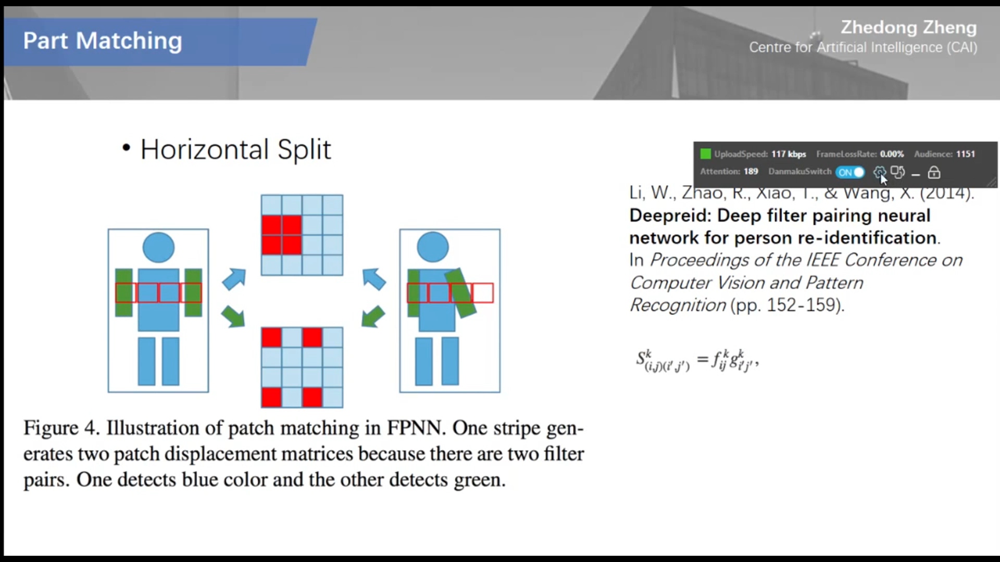 Part Matching
Zhedong Zheng
Centre for Artificial Intelligence (CAI)
• Horizontal Split
UploadSpeed: 117 kbps FrameLossRate: 0.00% Audience: 1151
Attention: 189 DanmakuSwitch ON
Li, W., Zhao, R., Xiao, T., & Wang, X. (2014).
Deepreid: Deep filter pairing neural
network for person re-identification.
In Proceedings of the IEEE Conference on
Computer Vision and Pattern
Recognition (pp. 152-159).
S^k_{(i,j)(i',j')} = f^k_{ij} g^k_{i'j'},
Figure 4. Illustration of patch matching in FPNN. One stripe gen-
erates two patch displacement matrices because there are two filter
pairs. One detects blue color and the other detects green.